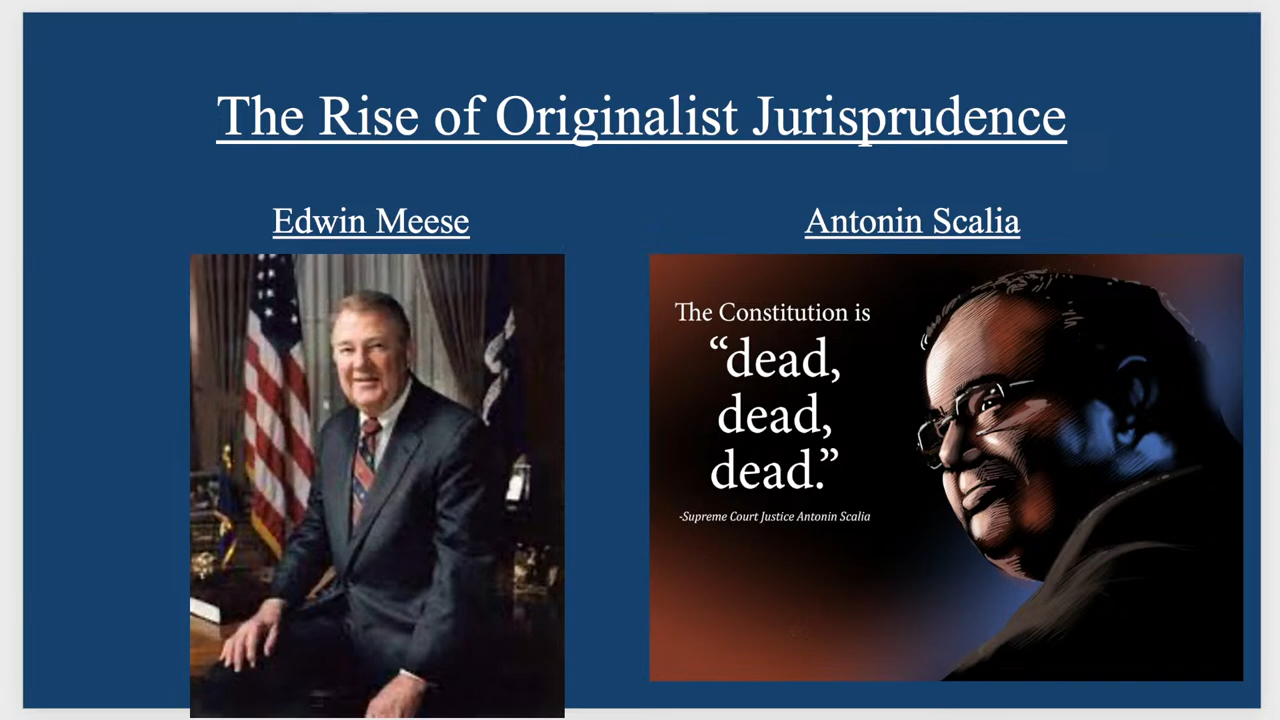 The Rise of Originalist Jurisprudence
Edwin Meese
Antonin Scalia
The Constitution is
“dead,
dead,
dead.”
-Supreme Court Justice Antonin Scalia